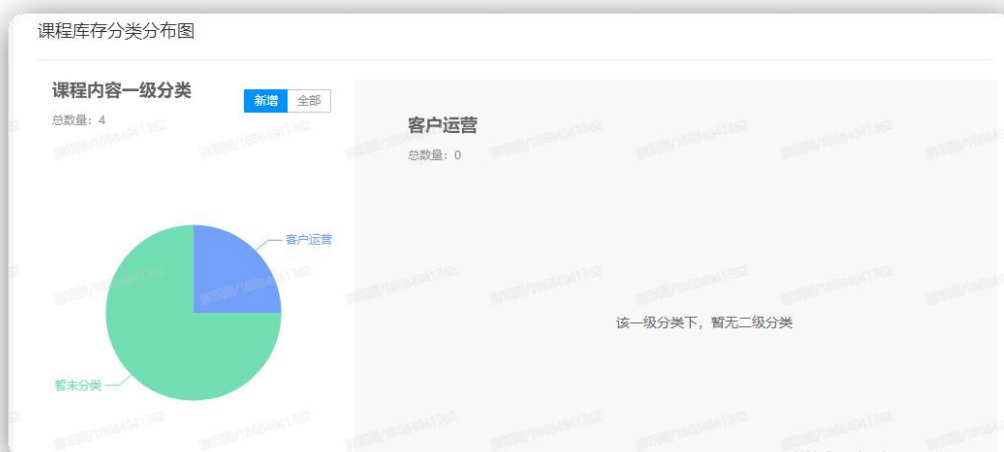 课程库存分类分布图
课程内容一级分类
新增
全部
总数量：4
客户运营
总数量：0
客户运营
该一级分类下，暂无二级分类
暂未分类